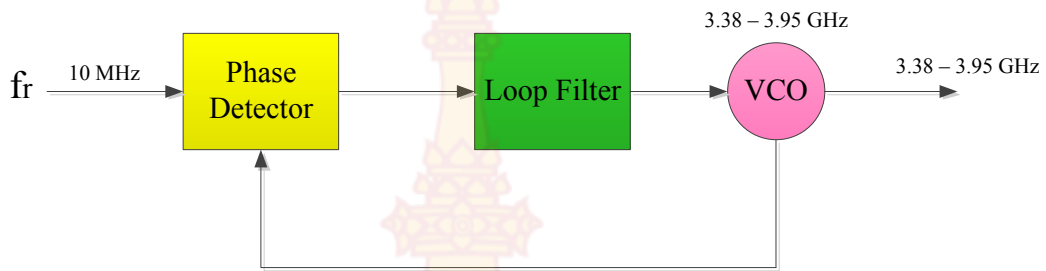 3.38 – 3.95 GHz
fr
10 MHz
Phase
Detector
Loop Filter
VCO
3.38 – 3.95 GHz